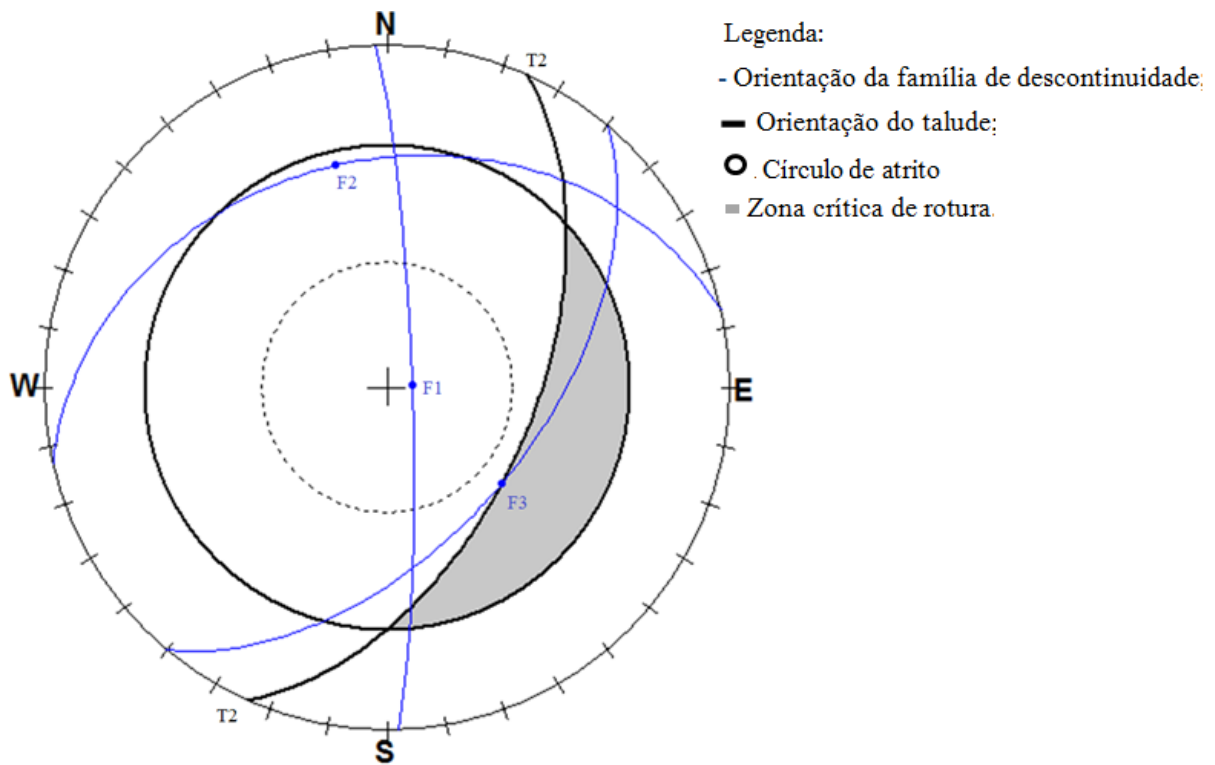 N
T2
F2
W
F1
E
F3
T2
S
Legenda:
- Orientação da família de descontinuidade;
Orientação do talude;
. Círculo de atrito
Zona crítica de rotura.